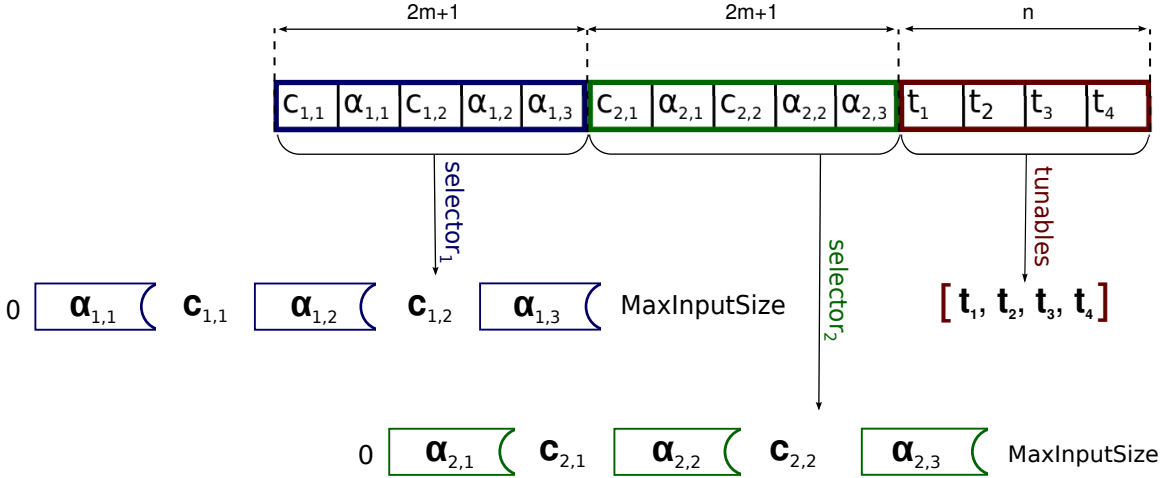 2m+1 2m+1 n
c1,1 α1,1 c1,2 α1,2 α1,3 c2,1 α2,1 c2,2 α2,2 α2,3 t1 t2 t3 t4
selector1
selector2
tunables
0 α1,1 c1,1 α1,2 c1,2 α1,3 MaxInputSize
[ t1, t2, t3, t4 ]
0 α2,1 c2,1 α2,2 c2,2 α2,3 MaxInputSize